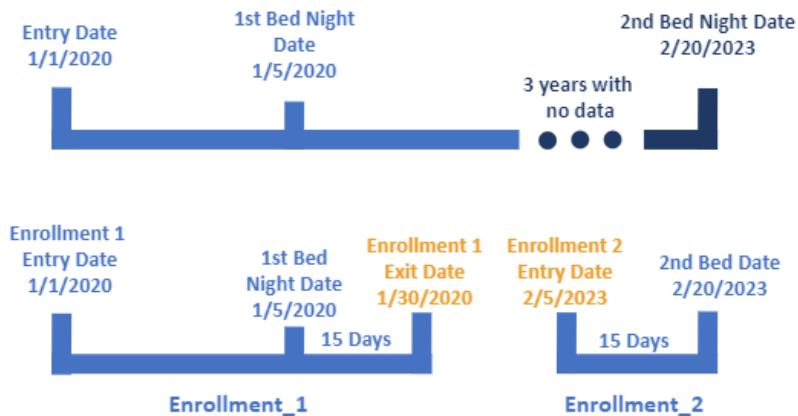 Entry Date
1/1/2020
1st Bed Night
Date
1/5/2020
3 years with
no data
2nd Bed Night Date
2/20/2023
Enrollment 1
Entry Date
1/1/2020
1st Bed
Night Date
1/5/2020
15 Days
Enrollment 1
Exit Date
1/30/2020
Enrollment 2
Entry Date
2/5/2023
15 Days
2nd Bed Date
2/20/2023
Enrollment_1
Enrollment_2